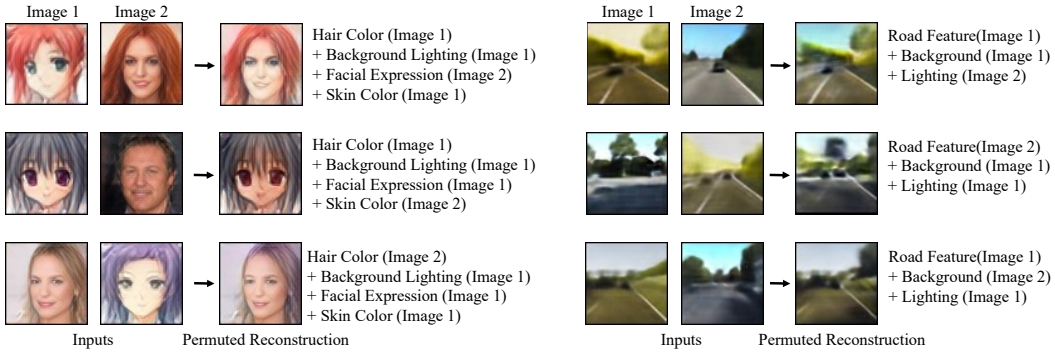 Image 1 Image 2
Hair Color (Image 1)
+ Background Lighting (Image 1)
+ Facial Expression (Image 2)
+ Skin Color (Image 1)
Hair Color (Image 1)
+ Background Lighting (Image 1)
+ Facial Expression (Image 1)
+ Skin Color (Image 2)
Hair Color (Image 2)
+ Background Lighting (Image 1)
+ Facial Expression (Image 1)
+ Skin Color (Image 1)
Inputs Permuted Reconstruction
Image 1 Image 2
Road Feature(Image 1)
+ Background (Image 1)
+ Lighting (Image 2)
Road Feature(Image 2)
+ Background (Image 1)
+ Lighting (Image 1)
Road Feature(Image 1)
+ Background (Image 2)
+ Lighting (Image 1)
Inputs Permuted Reconstruction